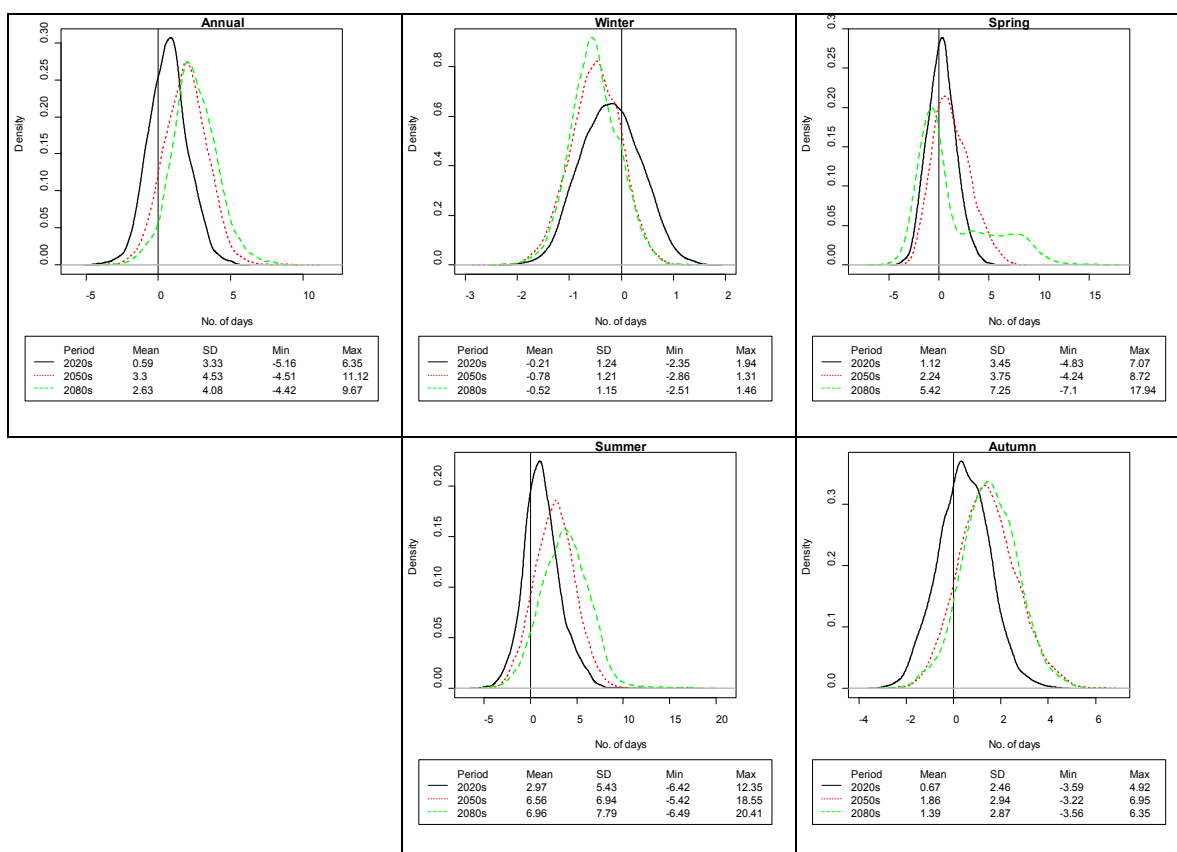 Annual
Density
0.00 0.05 0.10 0.15 0.20 0.25 0.30
-5 0 5 10
No. of days
Period Mean SD Min Max
2020s 0.59 3.33 -5.16 6.35
2050s 3.3 4.53 -4.51 11.12
2080s 2.63 4.08 -4.42 9.67
Winter
Density
0.0 0.2 0.4 0.6 0.8
-3 -2 -1 0 1 2
No. of days
Period Mean SD Min Max
2020s -0.21 1.24 -2.35 1.94
2050s -0.78 1.21 -2.86 1.31
2080s -0.52 1.15 -2.51 1.46
Spring
Density
0.00 0.05 0.10 0.15 0.20 0.25
-5 0 5 10 15
No. of days
Period Mean SD Min Max
2020s 1.12 3.45 -4.83 7.07
2050s 2.24 3.75 -4.24 8.72
2080s 5.42 7.25 -7.1 17.94
Summer
Density
0.00 0.05 0.10 0.15 0.20
-5 0 5 10 15 20
No. of days
Period Mean SD Min Max
2020s 2.97 5.43 -6.42 12.35
2050s 6.56 6.94 -5.42 18.55
2080s 6.96 7.79 -6.49 20.41
Autumn
Density
0.0 0.1 0.2 0.3
-4 -2 0 2 4 6
No. of days
Period Mean SD Min Max
2020s 0.67 2.46 -3.59 4.92
2050s 1.86 2.94 -3.22 6.95
2080s 1.39 2.87 -3.56 6.35